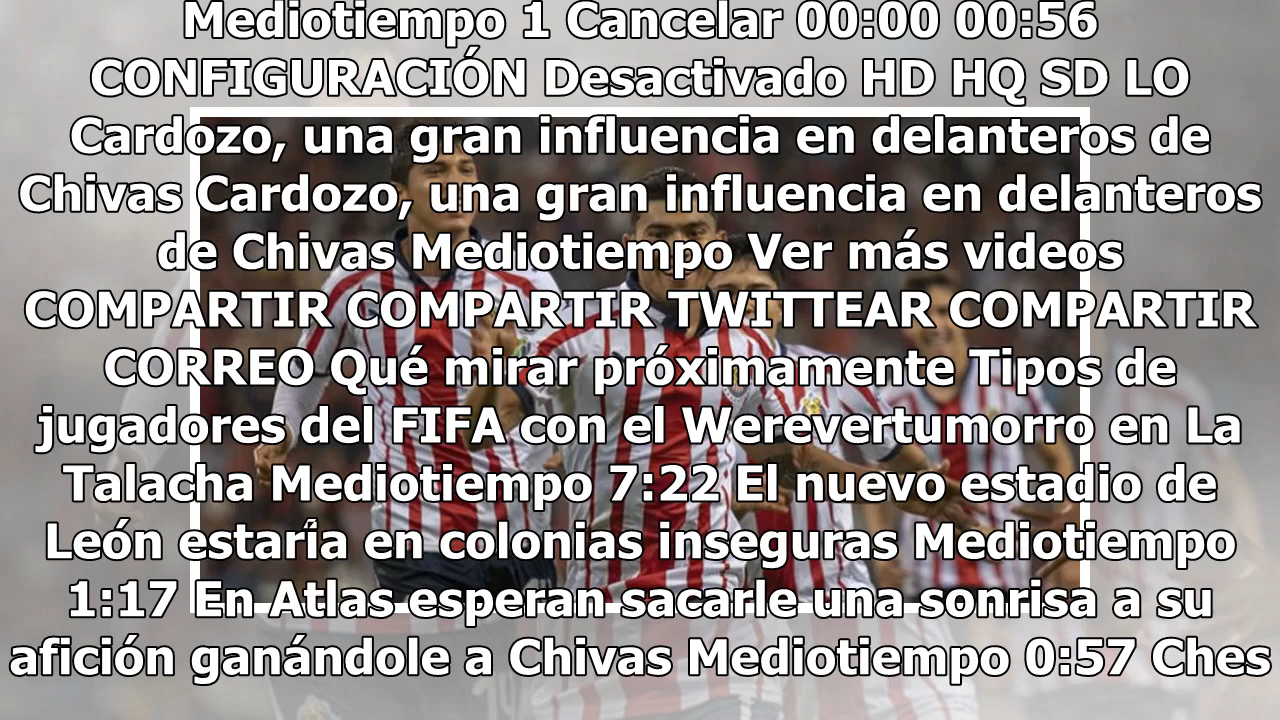 Mediotiempo 1 Cancelar 00:00 00:56
CONFIGURACIÓN Desactivado HD HQ SD LO
Cardozo, una gran influencia en delanteros de
Chivas Cardozo, una gran influencia en delanteros
de Chivas Mediotiempo Ver más videos
COMPARTIR COMPARTIR TWITTEAR COMPARTIR
CORREO Qué mirar próximamente Tipos de
jugadores del FIFA con el Werevertumorro en La
Talacha Mediotiempo 7:22 El nuevo estadio de
León estaría en colonias inseguras Mediotiempo
1:17 En Atlas esperan sacarle una sonrisa a su
afición ganándole a Chivas Mediotiempo 0:57 Ches